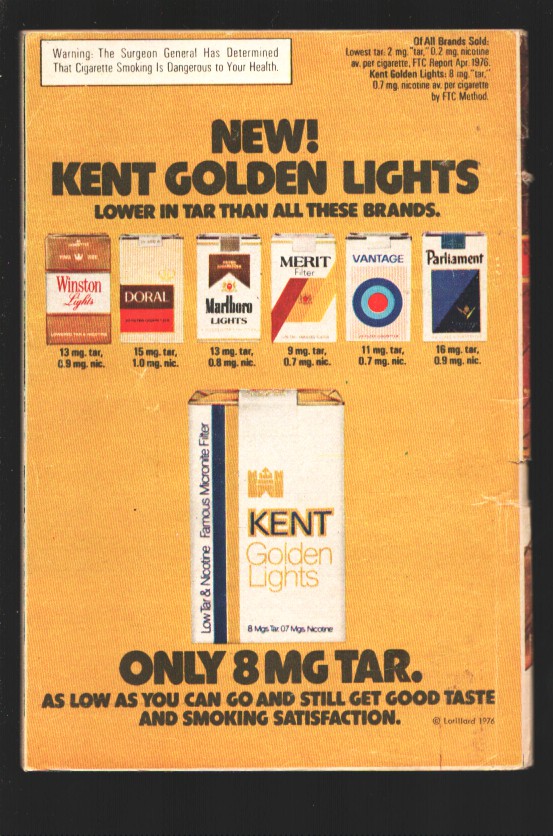 Warning: The Surgeon General Has Determined
That Cigarette Smoking Is Dangerous to Your Health.
Of All Brands Sold:
Lowest tar: 2 mg. "tar," 0.2 mg. nicotine
av. per cigarette, FTC Report Apr. 1976.
Kent Golden Lights: 8 mg. "tar,"
0.7 mg. nicotine av. per cigarette
by FTC Method.
NEW!
KENT GOLDEN LIGHTS
LOWER IN TAR THAN ALL THESE BRANDS.
Winston
Lights
DORAL
Marlboro
LIGHTS
MERIT
Filter
VANTAGE
Parliament
13 mg. tar,
0.9 mg. nic.
15 mg. tar,
1.0 mg. nic.
13 mg. tar,
0.8 mg. nic.
9 mg. tar,
0.7 mg. nic.
11 mg. tar,
0.7 mg. nic.
16 mg. tar,
0.9 mg. nic.
Low Tar & Nicotine Famous Micronite Filter
KENT
Golden
Lights
8 Mgs. Tar 0.7 Mgs. Nicotine
ONLY 8 MG TAR.
AS LOW AS YOU CAN GO AND STILL GET GOOD TASTE
AND SMOKING SATISFACTION.
© Lorillard 1976